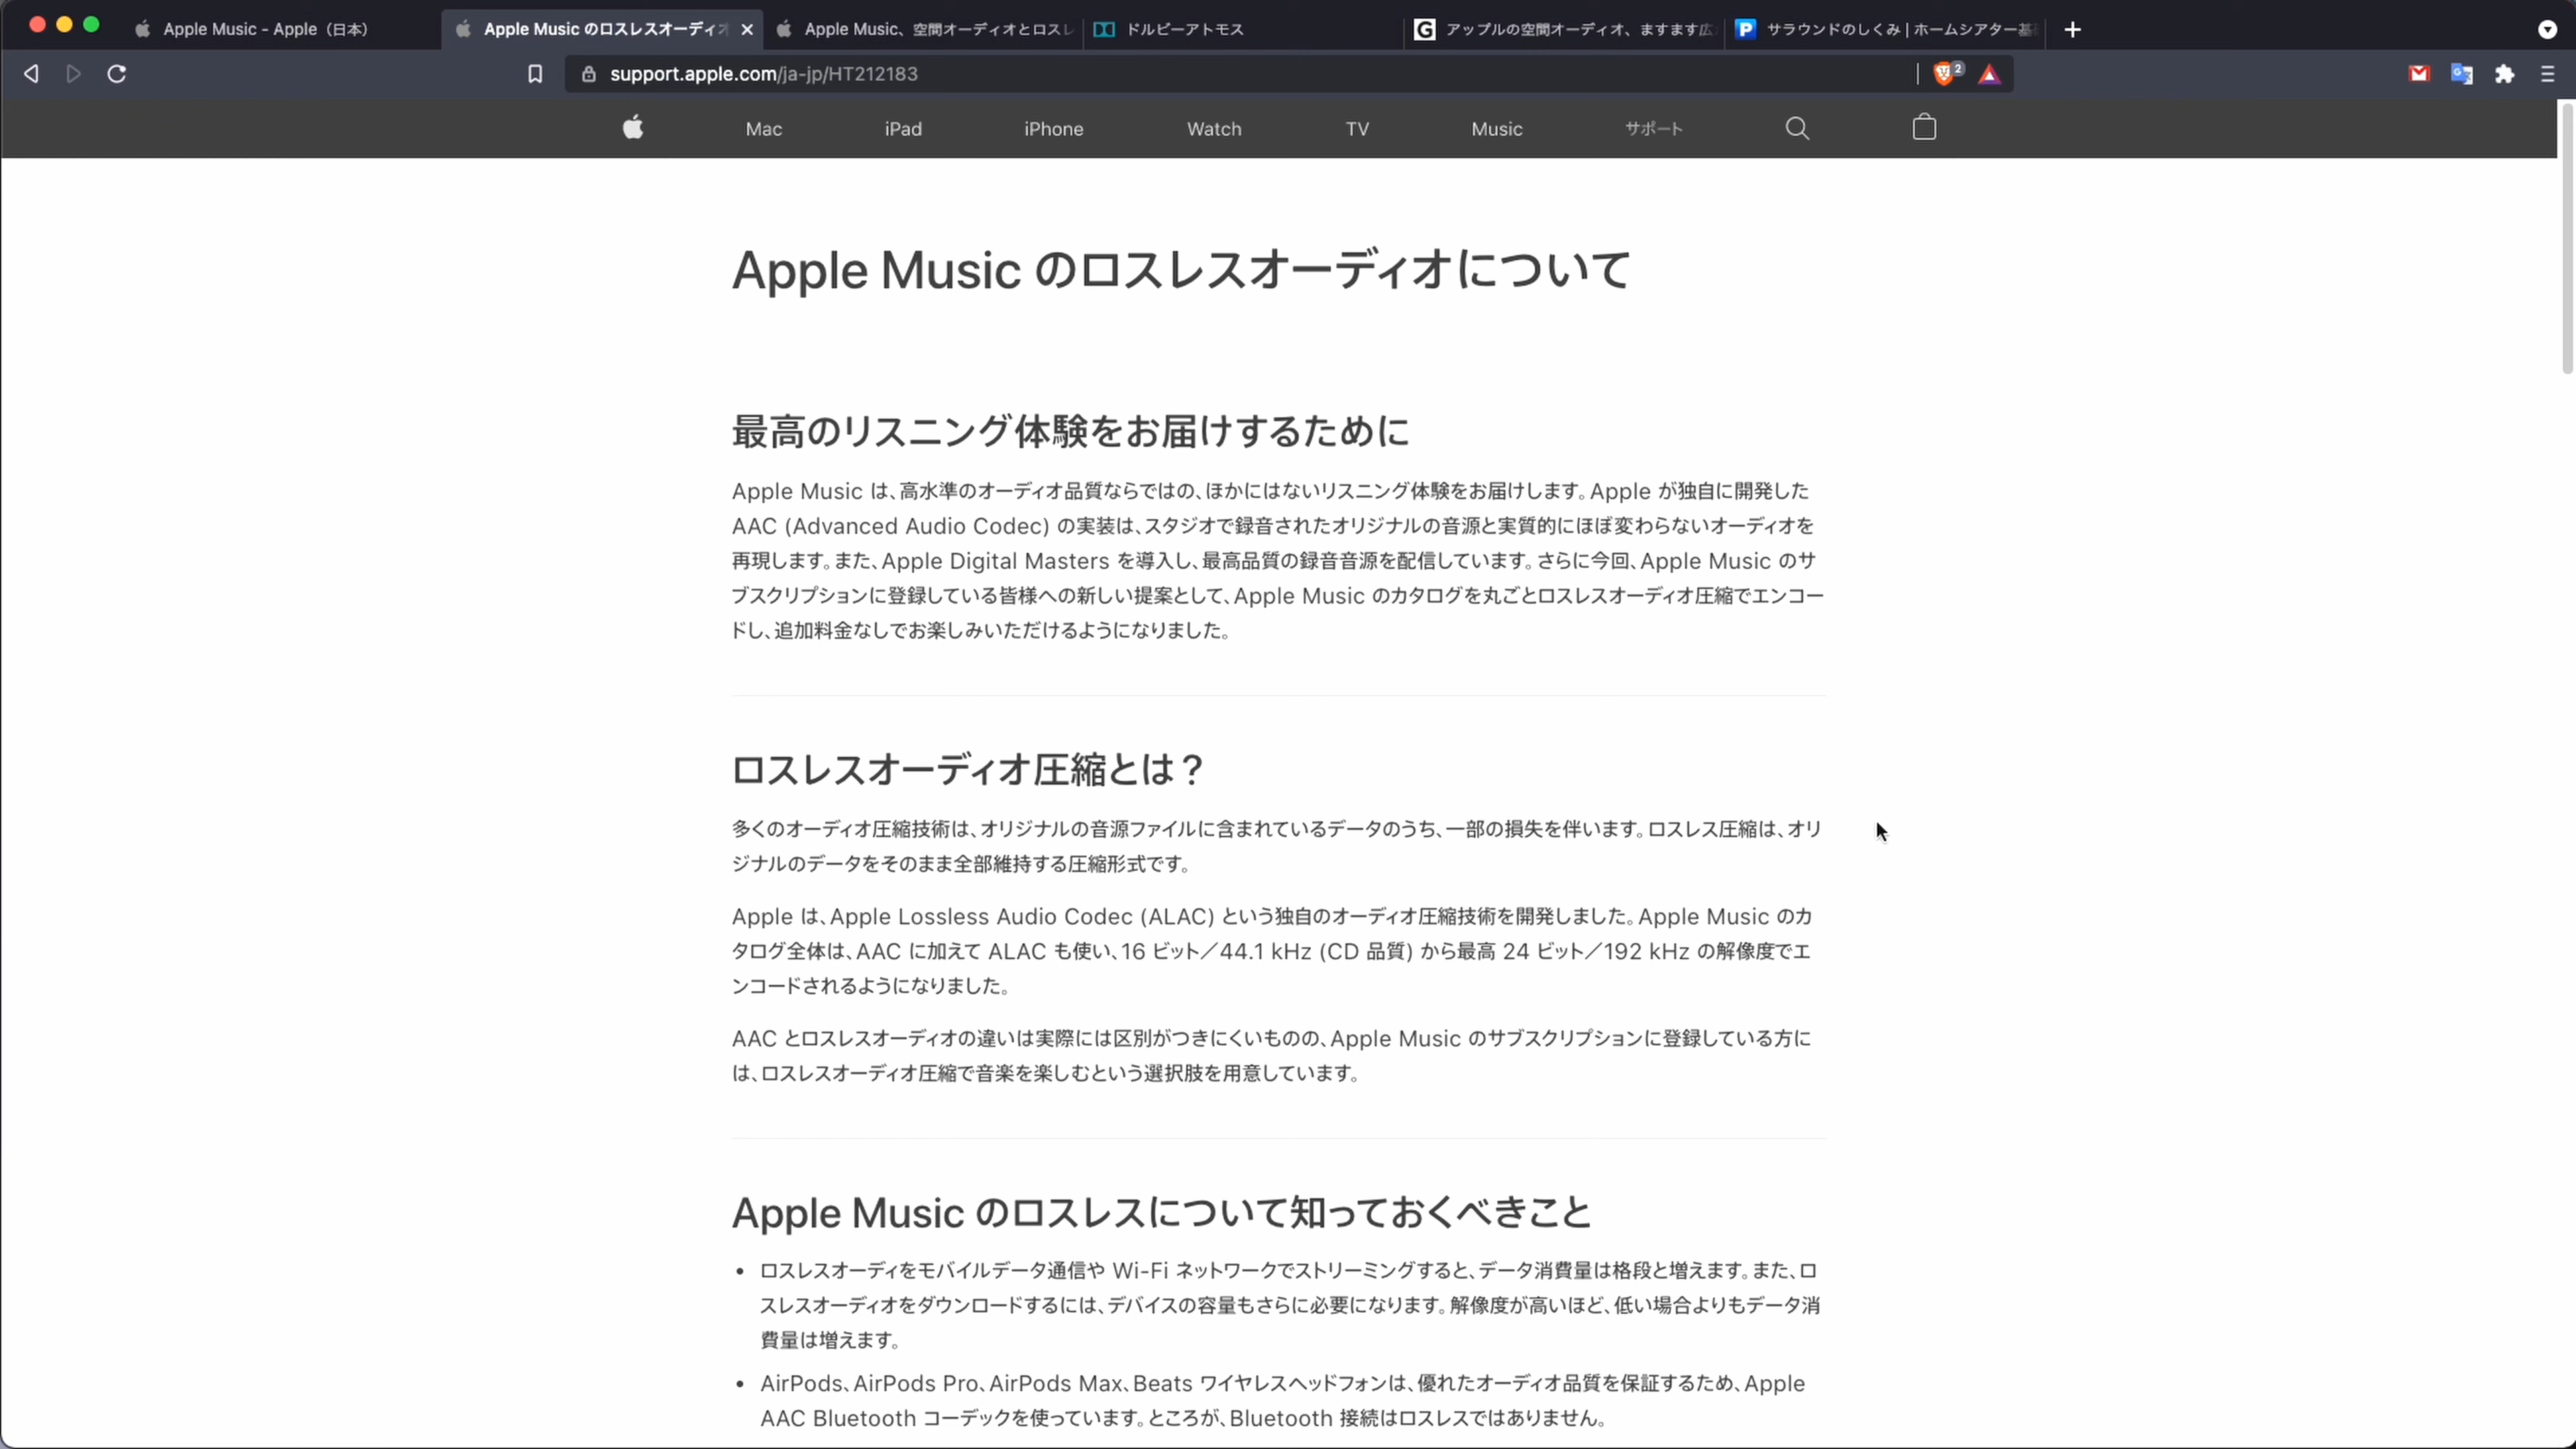 Apple Music - Apple（日本）
Apple Music のロスレスオーディオ
Apple Music、空間オーディオとロスレ
ドルビーアトモス
G アップルの空間オーディオ、ますます広
P サラウンドのしくみ | ホームシアター基
support.apple.com/ja-jp/HT212183
2
Mac iPad iPhone Watch TV Music サポート
Apple Music のロスレスオーディオについて
最高のリスニング体験をお届けするために
Apple Music は、高水準のオーディオ品質ならではの、ほかにはないリスニング体験をお届けします。Apple が独自に開発した
AAC (Advanced Audio Codec) の実装は、スタジオで録音されたオリジナルの音源と実質的にほぼ変わらないオーディオを
再現します。また、Apple Digital Masters を導入し、最高品質の録音音源を配信しています。さらに今回、Apple Music のサ
ブスクリプションに登録している皆様への新しい提案として、Apple Music のカタログを丸ごとロスレスオーディオ圧縮でエンコー
ドし、追加料金なしでお楽しみいただけるようになりました。
ロスレスオーディオ圧縮とは？
多くのオーディオ圧縮技術は、オリジナルの音源ファイルに含まれているデータのうち、一部の損失を伴います。ロスレス圧縮は、オリ
ジナルのデータをそのまま全部維持する圧縮形式です。
Apple は、Apple Lossless Audio Codec (ALAC) という独自のオーディオ圧縮技術を開発しました。Apple Music のカ
タログ全体は、AAC に加えて ALAC も使い、16 ビット／44.1 kHz (CD 品質) から最高 24 ビット／192 kHz の解像度でエ
ンコードされるようになりました。
AAC とロスレスオーディオの違いは実際には区別がつきにくいものの、Apple Music のサブスクリプションに登録している方に
は、ロスレスオーディオ圧縮で音楽を楽しむという選択肢を用意しています。
Apple Music のロスレスについて知っておくべきこと
• ロスレスオーディをモバイルデータ通信や Wi-Fi ネットワークでストリーミングすると、データ消費量は格段と増えます。また、ロ
スレスオーディオをダウンロードするには、デバイスの容量もさらに必要になります。解像度が高いほど、低い場合よりもデータ消
費量は増えます。
• AirPods、AirPods Pro、AirPods Max、Beats ワイヤレスヘッドフォンは、優れたオーディオ品質を保証するため、Apple
AAC Bluetooth コーデックを使っています。ところが、Bluetooth 接続はロスレスではありません。